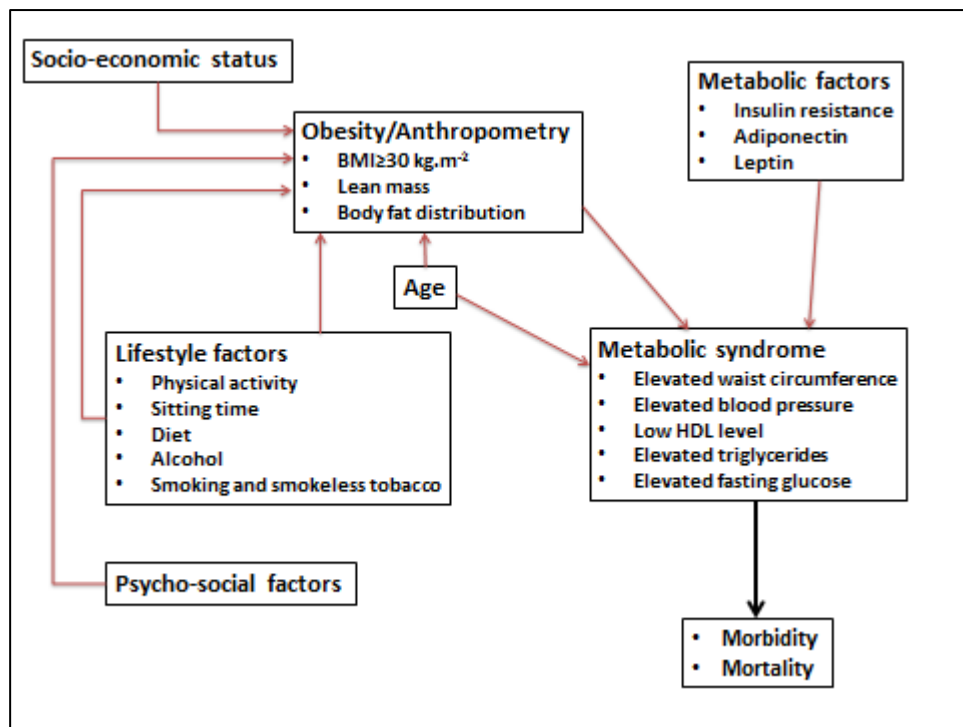 Socio-economic status
Metabolic factors
• Insulin resistance
• Adiponectin
• Leptin
Obesity/Anthropometry
• BMI≥30 kg.m⁻²
• Lean mass
• Body fat distribution
Age
Lifestyle factors
• Physical activity
• Sitting time
• Diet
• Alcohol
• Smoking and smokeless tobacco
Metabolic syndrome
• Elevated waist circumference
• Elevated blood pressure
• Low HDL level
• Elevated triglycerides
• Elevated fasting glucose
Psycho-social factors
• Morbidity
• Mortality